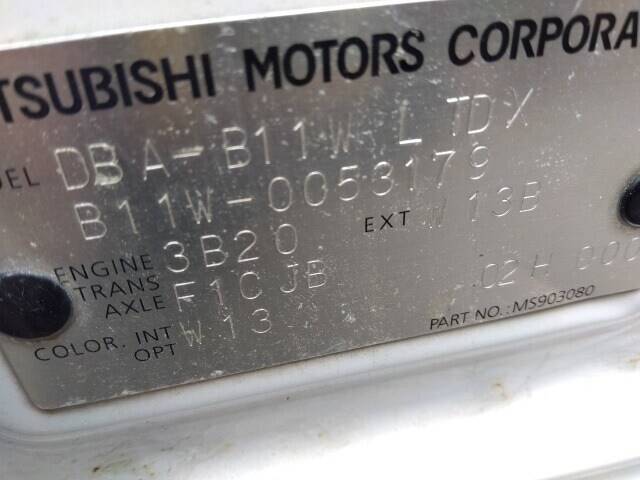 TSUBISHI MOTORS CORPORA
DEL DBA-B11W LTDX
B11W-0053179
EXT W13B
ENGINE 3B20
TRANS AXLE F1CJB
COLOR. INT OPT W13 02H 000
PART NO.: MS903080